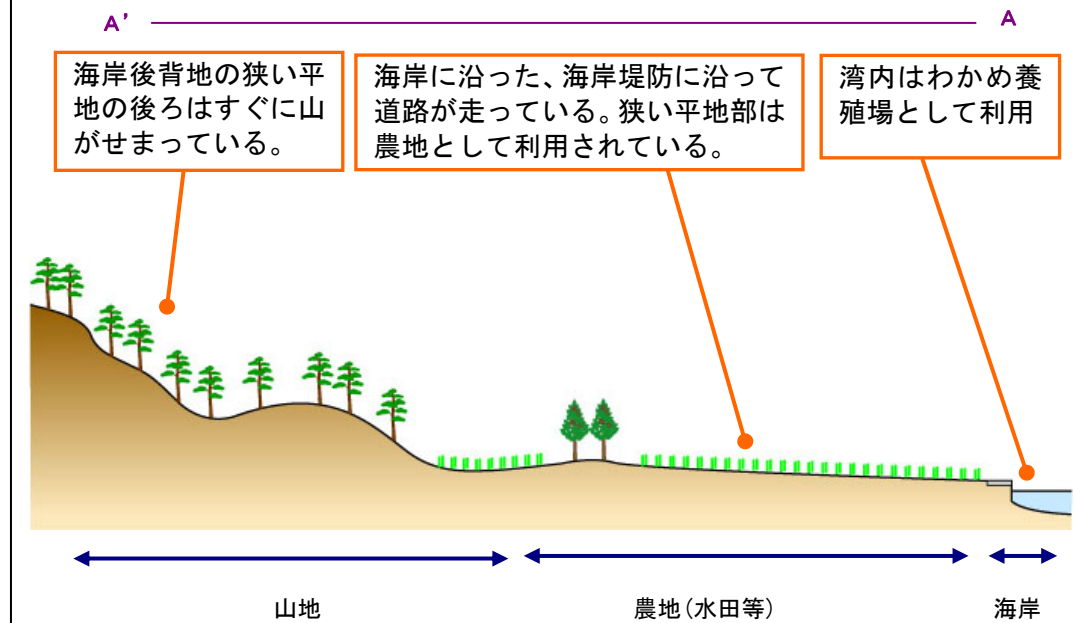 A' A
海岸後背地の狭い平
地の後ろはすぐに山
がせまっている。
海岸に沿った、海岸堤防に沿って
道路が走っている。狭い平地部は
農地として利用されている。
湾内はわかめ養
殖場として利用
山地
農地（水田等）
海岸